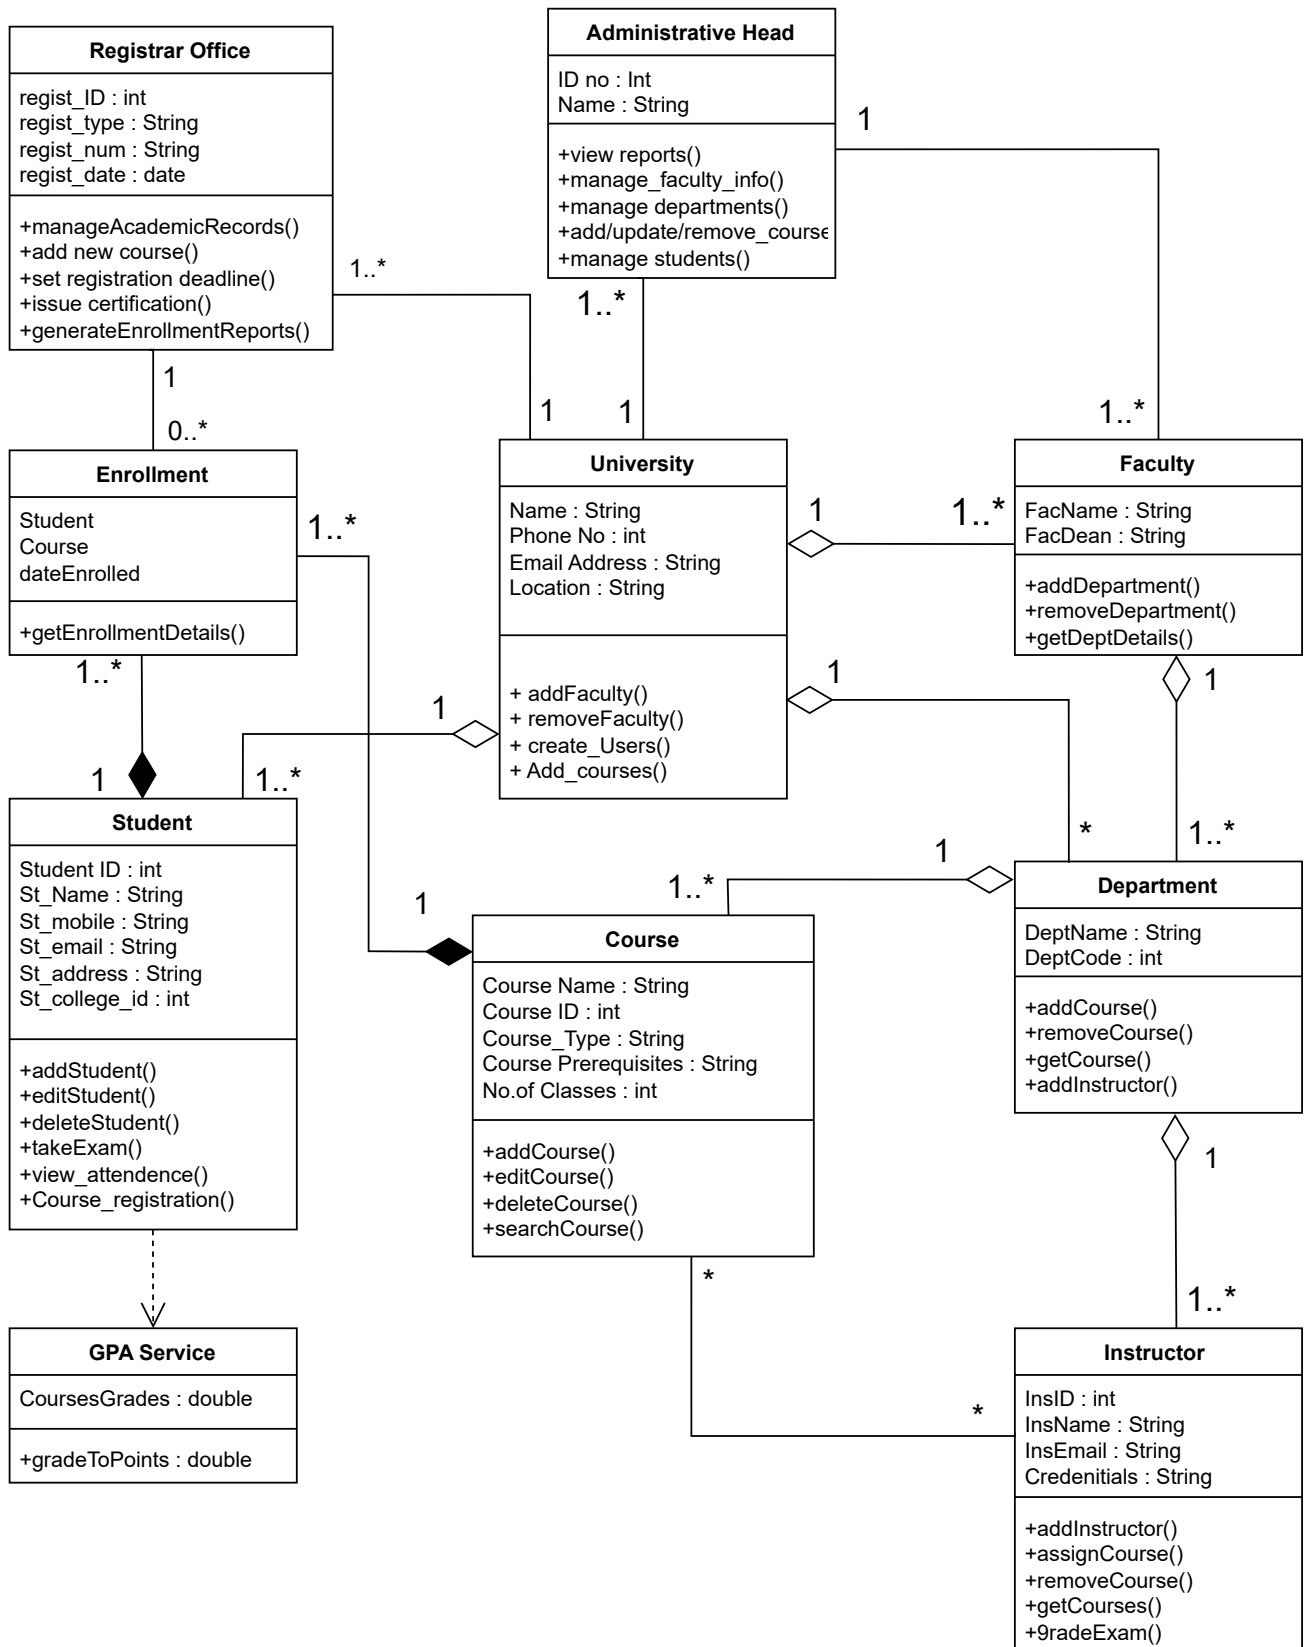 Registrar Office
regist_ID : int
regist_type : String
regist_num : String
regist_date : date
+manageAcademicRecords()
+add new course()
+set registration deadline()
+issue certification()
+generateEnrollmentReports()
Administrative Head
ID no : Int
Name : String
+view reports()
+manage_faculty_info()
+manage departments()
+add/update/remove_course
+manage students()
1
1..*
1..*
1
0..*
1
1
1..*
Enrollment
Student
Course
dateEnrolled
+getEnrollmentDetails()
1..*
1..*
University
Name : String
Phone No : int
Email Address : String
Location : String
+ addFaculty()
+ removeFaculty()
+ create_Users()
+ Add_courses()
1
1..*
Faculty
FacName : String
FacDean : String
+addDepartment()
+removeDepartment()
+getDeptDetails()
1
1
1
1
1..*
*
1..*
Student
Student ID : int
St_Name : String
St_mobile : String
St_email : String
St_address : String
St_college_id : int
+addStudent()
+editStudent()
+deleteStudent()
+takeExam()
+view_attendence()
+Course_registration()
1
1..*
1
Course
Course Name : String
Course ID : int
Course_Type : String
Course Prerequisites : String
No.of Classes : int
+addCourse()
+editCourse()
+deleteCourse()
+searchCourse()
Department
DeptName : String
DeptCode : int
+addCourse()
+removeCourse()
+getCourse()
+addInstructor()
1
*
1..*
*
GPA Service
CoursesGrades : double
+gradeToPoints : double
Instructor
InsID : int
InsName : String
InsEmail : String
Credenitials : String
+addInstructor()
+assignCourse()
+removeCourse()
+getCourses()
+9radeExam()